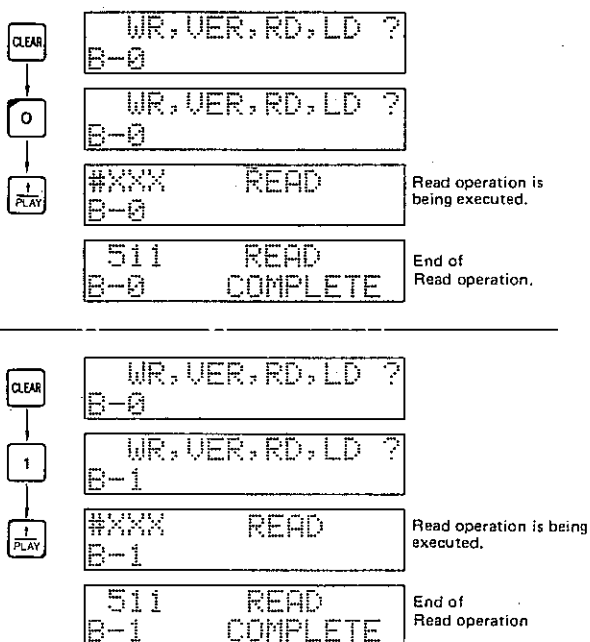 CLEAR
WR,VER,RD,LD ?
B-0
0
WR,VER,RD,LD ?
B-0
↑
PLAY
#XXX READ
B-0
Read operation is
being executed.
511 READ
B-0 COMPLETE
End of
Read operation.
CLEAR
WR,VER,RD,LD ?
B-0
1
WR,VER,RD,LD ?
B-1
↑
PLAY
#XXX READ
B-1
Read operation is being
executed.
511 READ
B-1 COMPLETE
End of
Read operation